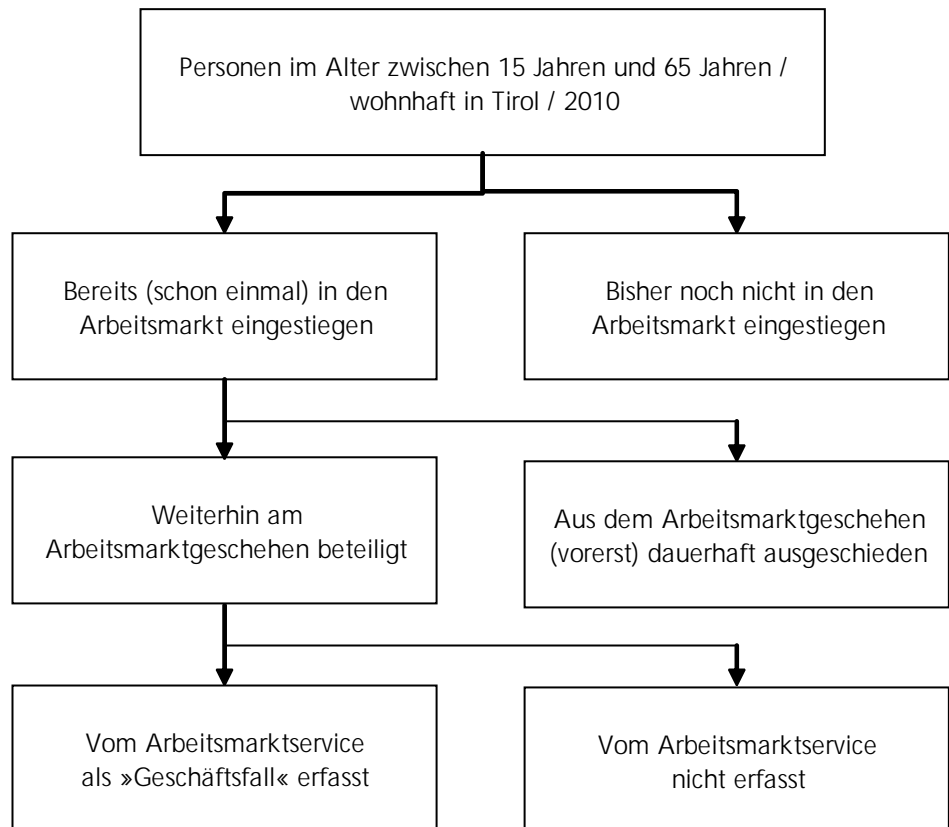 Personen im Alter zwischen 15 Jahren und 65 Jahren /
wohnhaft in Tirol / 2010
Bereits (schon einmal) in den
Arbeitsmarkt eingestiegen
Bisher noch nicht in den
Arbeitsmarkt eingestiegen
Weiterhin am
Arbeitsmarktgeschehen beteiligt
Aus dem Arbeitsmarktgeschehen
(vorerst) dauerhaft ausgeschieden
Vom Arbeitsmarktservice
als »Geschäftsfall« erfasst
Vom Arbeitsmarktservice
nicht erfasst